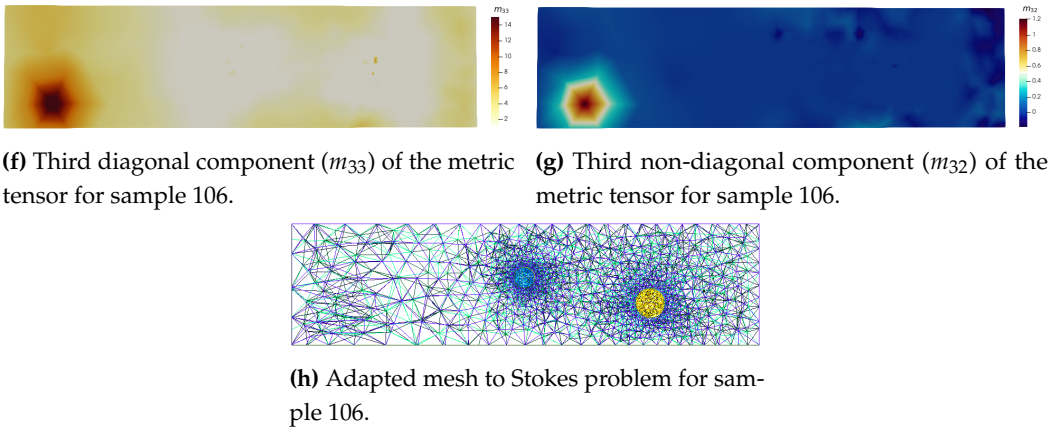 m33
14
12
10
8
6
4
2
m32
1.2
1
0.8
0.6
0.4
0.2
0
(f) Third diagonal component (m33) of the metric
tensor for sample 106.
(g) Third non-diagonal component (m32) of the
metric tensor for sample 106.
(h) Adapted mesh to Stokes problem for sam-
ple 106.